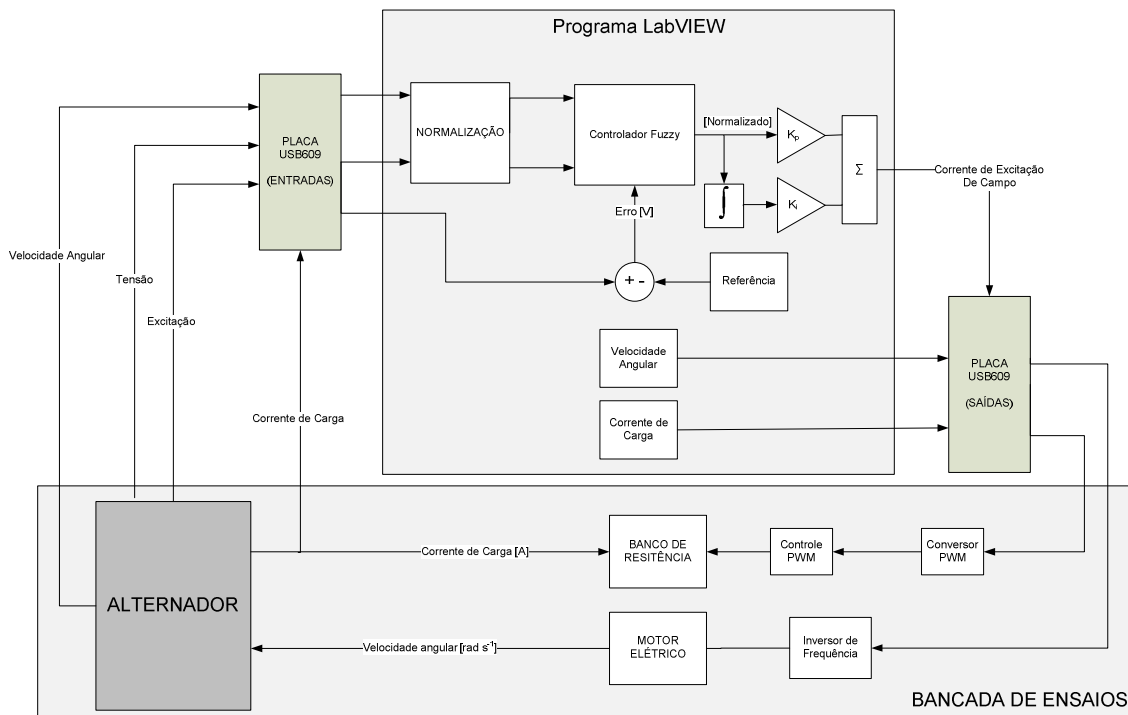 Programa LabVIEW
PLACA
USB609
(ENTRADAS)
NORMALIZAÇÃO
Controlador Fuzzy
[Normalizado]
Kp
Ki
∫
Σ
Corrente de Excitação
De Campo
Erro [V]
+ -
Referência
Velocidade Angular
Tensão
Excitação
Corrente de Carga
Velocidade
Angular
Corrente de
Carga
PLACA
USB609
(SAÍDAS)
ALTERNADOR
Corrente de Carga [A]
BANCO DE
RESITÊNCIA
Controle
PWM
Conversor
PWM
Velocidade angular [rad s-1]
MOTOR
ELÉTRICO
Inversor de
Frequência
BANCADA DE ENSAIOS